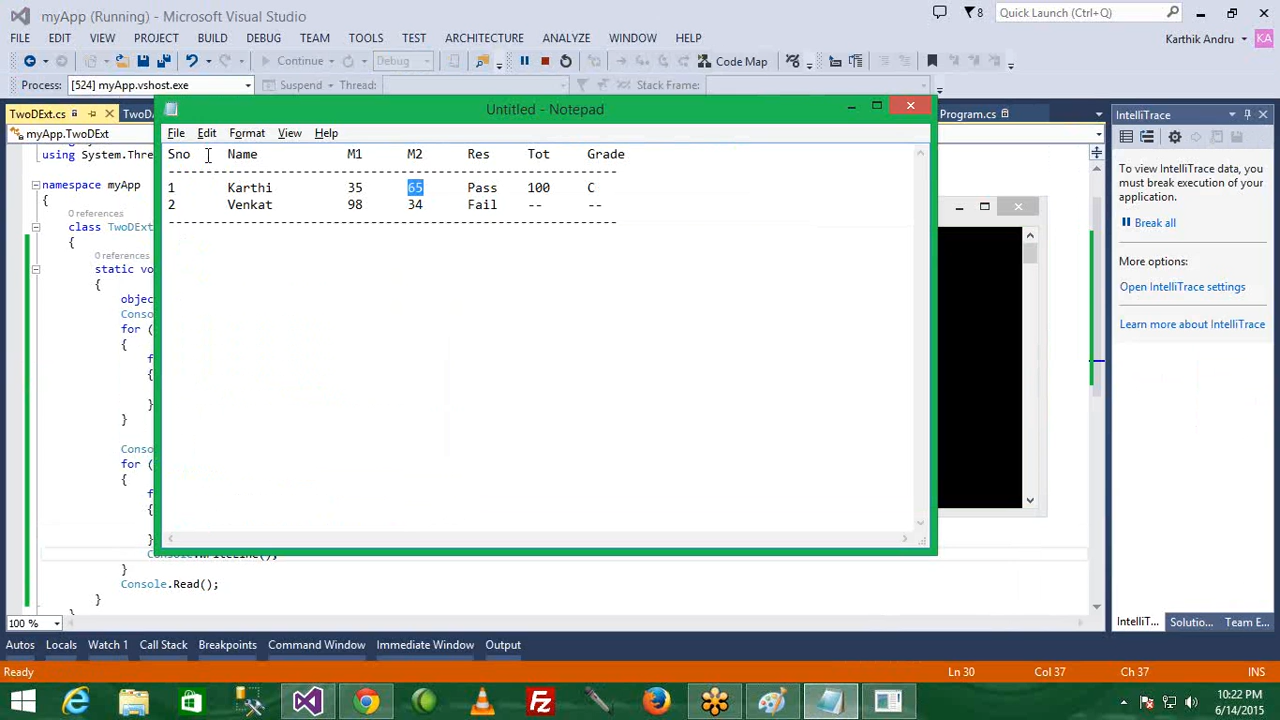 myApp (Running) - Microsoft Visual Studio
8
Quick Launch (Ctrl+Q)
FILE EDIT VIEW PROJECT BUILD DEBUG TEAM TOOLS TEST ARCHITECTURE ANALYZE WINDOW HELP
Karthik Andru
KA
Continue
Debug
Code Map
Process: [524] myApp.vshost.exe
Suspend
Thread:
Stack Frame:
TwoDExt.cs
Program.cs
myApp.TwoDExt
using System.Thre
namespace myApp
{
0 references
class TwoDExt
{
0 references
static vo
{
objec
Conso
for (
{
f
{
}
}
Conso
for (
{
f
{
}
}
Console.Read();
}
100 %
Untitled - Notepad
File Edit Format View Help
Sno Name M1 M2 Res Tot Grade
------------------------------------------------------------
1 Karthi 35 65 Pass 100 C
2 Venkat 98 34 Fail -- --
------------------------------------------------------------
IntelliTrace
To view IntelliTrace data, you
must break execution of your
application.
Break all
More options:
Open IntelliTrace settings
Learn more about IntelliTrace
IntelliT... Solutio... Team E...
Autos Locals Watch 1 Call Stack Breakpoints Command Window Immediate Window Output
Ready
Ln 30 Col 37 Ch 37 INS
10:22 PM
6/14/2015